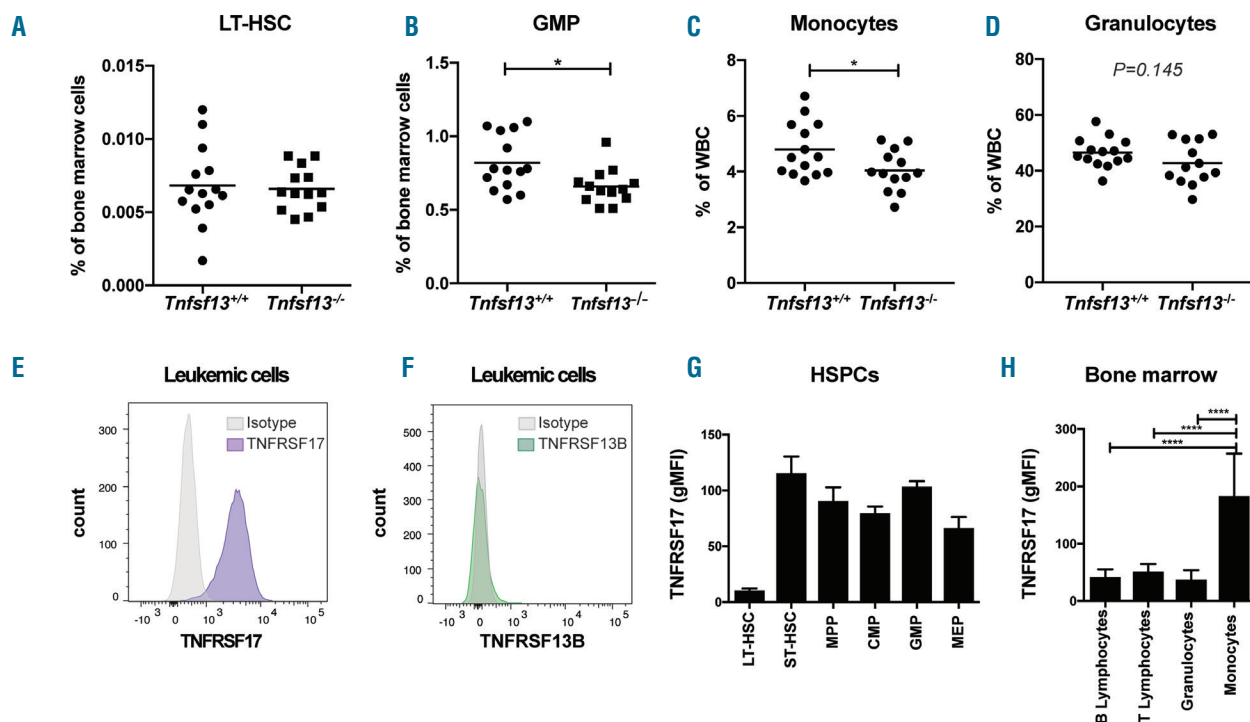 A
LT-HSC
% of bone marrow cells
0.015
0.010
0.005
0.000
Tnfsf13+/+
Tnfsf13-/-
B
GMP
% of bone marrow cells
*
1.5
1.0
0.5
0.0
Tnfsf13+/+
Tnfsf13−/−
C
Monocytes
% of WBC
*
8
6
4
2
0
Tnfsf13+/+
Tnfsf13-/-
D
Granulocytes
% of WBC
P=0.145
80
60
40
20
0
Tnfsf13+/+
Tnfsf13-/-
E
Leukemic cells
Isotype
TNFRSF17
count
300
200
100
0
-10 3 0 10 3 10 4 10 5
TNFRSF17
F
Leukemic cells
Isotype
TNFRSF13B
count
500
400
300
200
100
0
-10 3 0 10 3 10 4 10 5
TNFRSF13B
G
HSPCs
TNFRSF17 (gMFI)
150
100
50
0
LT-HSC
ST-HSC
MPP
CMP
GMP
MEP
H
Bone marrow
TNFRSF17 (gMFI)
****
****
****
300
200
100
0
B Lymphocytes
T Lymphocytes
Granulocytes
Monocytes